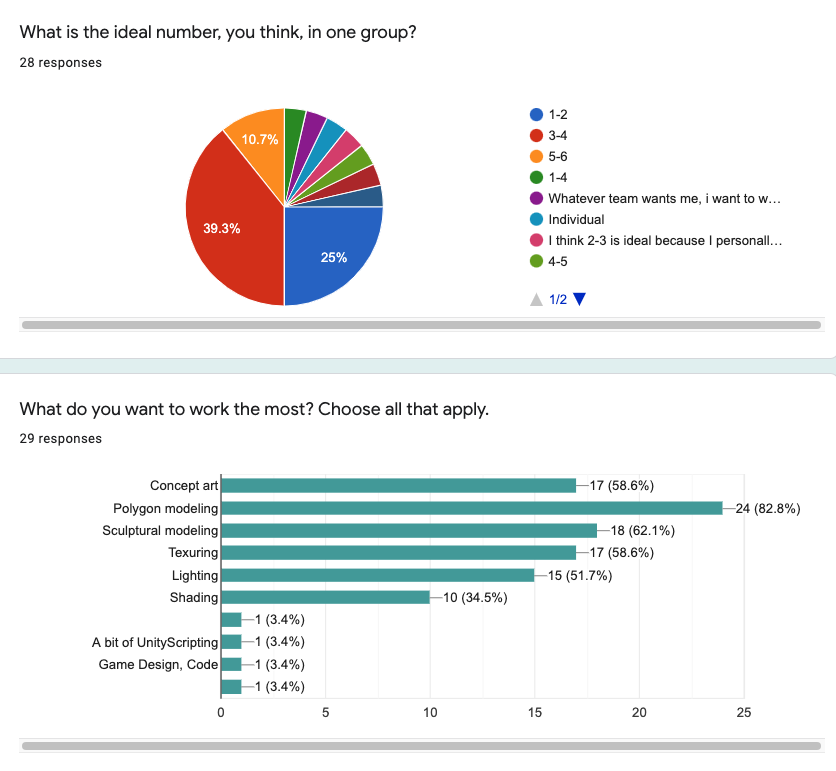 What is the ideal number, you think, in one group?
28 responses
10.7%
39.3%
25%
1-2
3-4
5-6
1-4
Whatever team wants me, i want to w...
Individual
I think 2-3 is ideal because I personall...
4-5
1/2
What do you want to work the most? Choose all that apply.
29 responses
Concept art 17 (58.6%)
Polygon modeling 24 (82.8%)
Sculptural modeling 18 (62.1%)
Texuring 17 (58.6%)
Lighting 15 (51.7%)
Shading 10 (34.5%)
1 (3.4%)
A bit of UnityScripting 1 (3.4%)
Game Design, Code 1 (3.4%)
1 (3.4%)
0 5 10 15 20 25